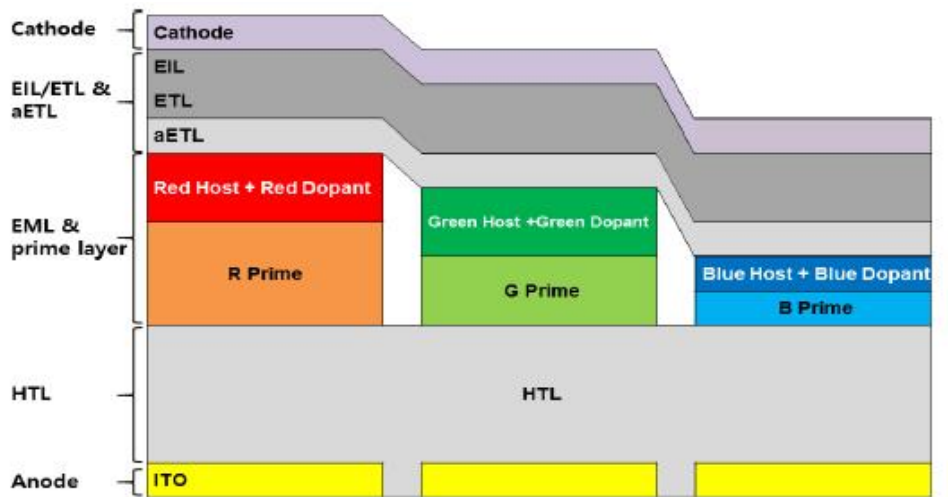 Cathode
Cathode
EIL/ETL &
aETL
EIL
ETL
aETL
EML &
prime layer
Red Host + Red Dopant
R Prime
Green Host +Green Dopant
G Prime
Blue Host + Blue Dopant
B Prime
HTL
HTL
Anode
ITO